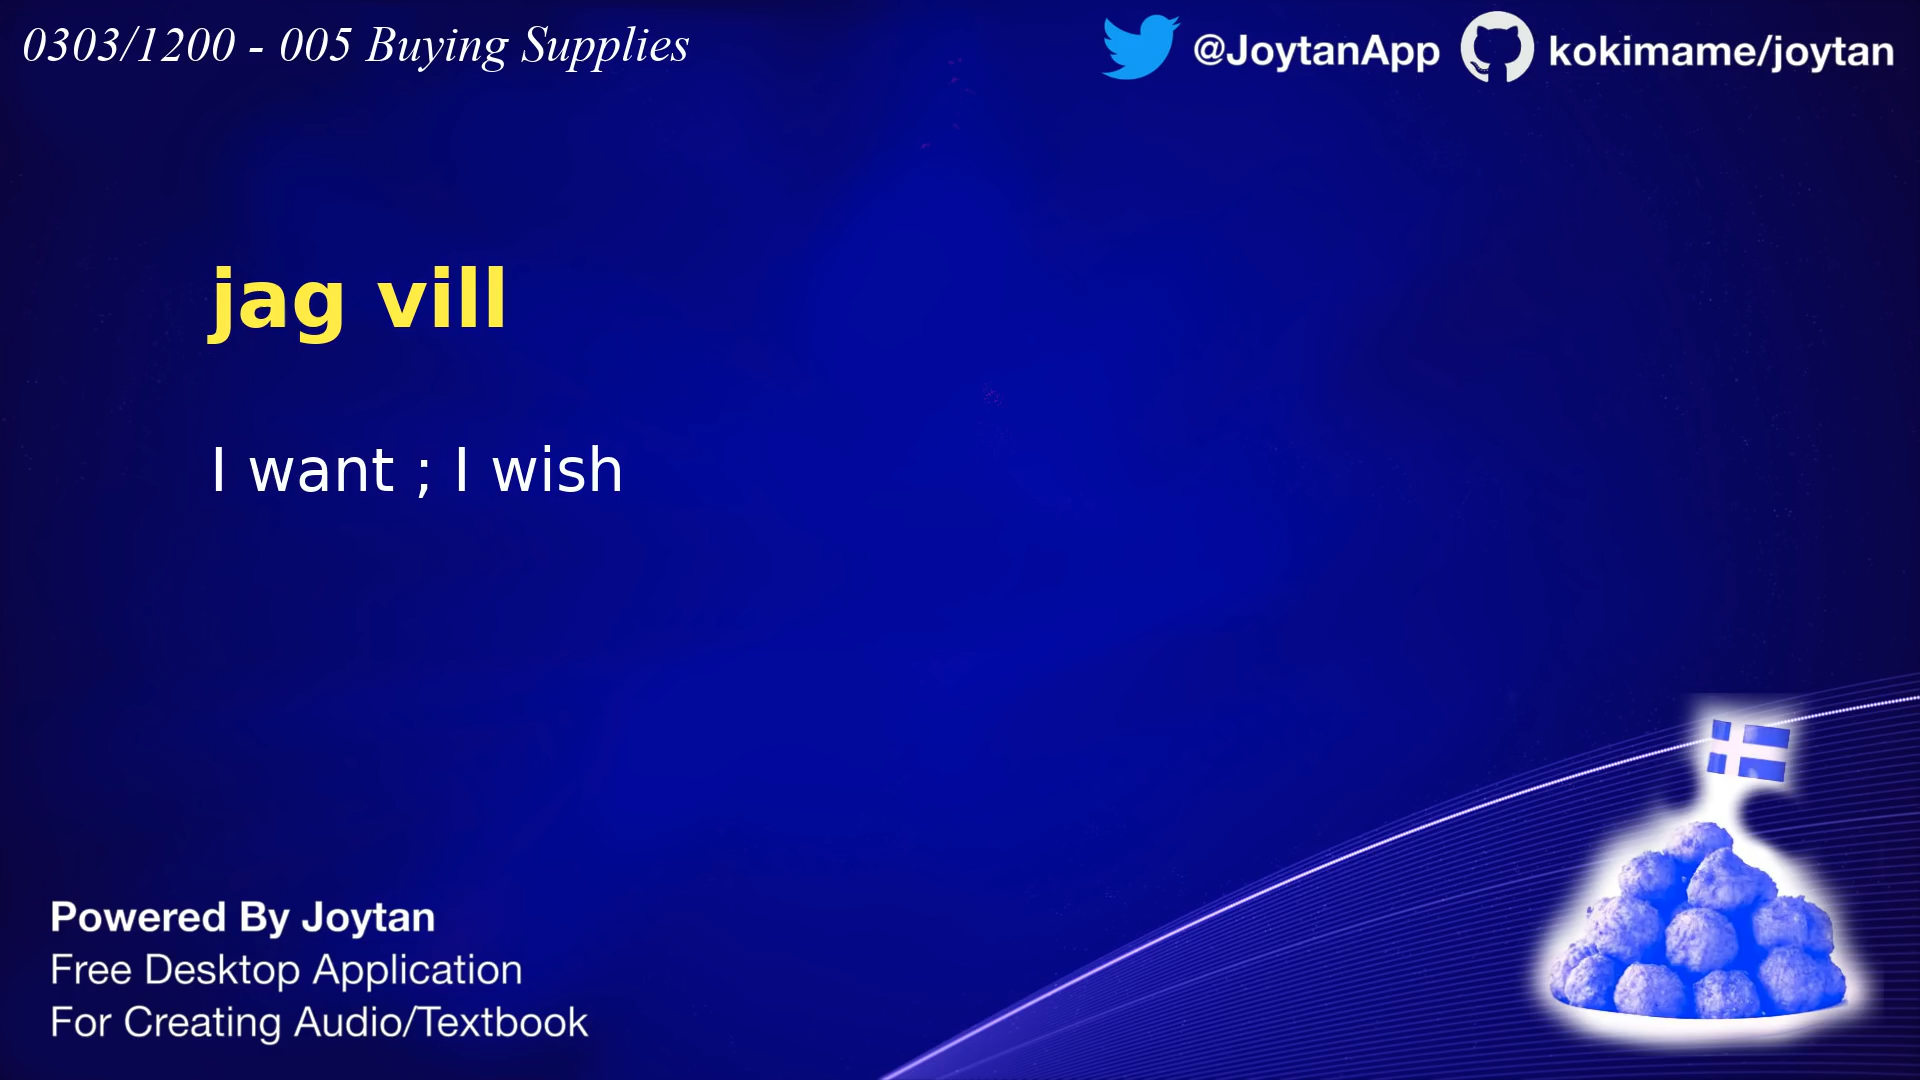 0303/1200 - 005 Buying Supplies
@JoytanApp kokimame/joytan
jag vill
I want ; I wish
Powered By Joytan
Free Desktop Application
For Creating Audio/Textbook